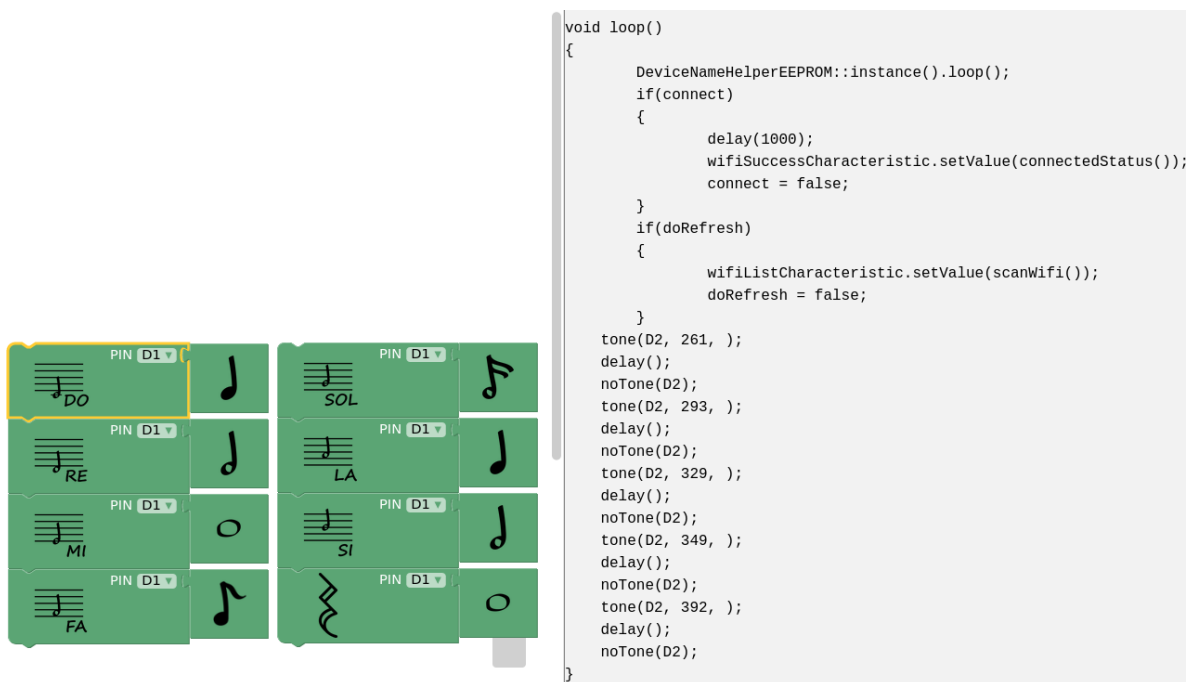 PIN D1
DO
PIN D1
RE
PIN D1
MI
PIN D1
FA
PIN D1
SOL
PIN D1
LA
PIN D1
SI
PIN D1
void loop()
{
DeviceNameHelperEEPROM::instance().loop();
if(connect)
{
delay(1000);
wifiSuccessCharacteristic.setValue(connectedStatus());
connect = false;
}
if(doRefresh)
{
wifiListCharacteristic.setValue(scanWifi());
doRefresh = false;
}
tone(D2, 261, );
delay();
noTone(D2);
tone(D2, 293, );
delay();
noTone(D2);
tone(D2, 329, );
delay();
noTone(D2);
tone(D2, 349, );
delay();
noTone(D2);
tone(D2, 392, );
delay();
noTone(D2);
}